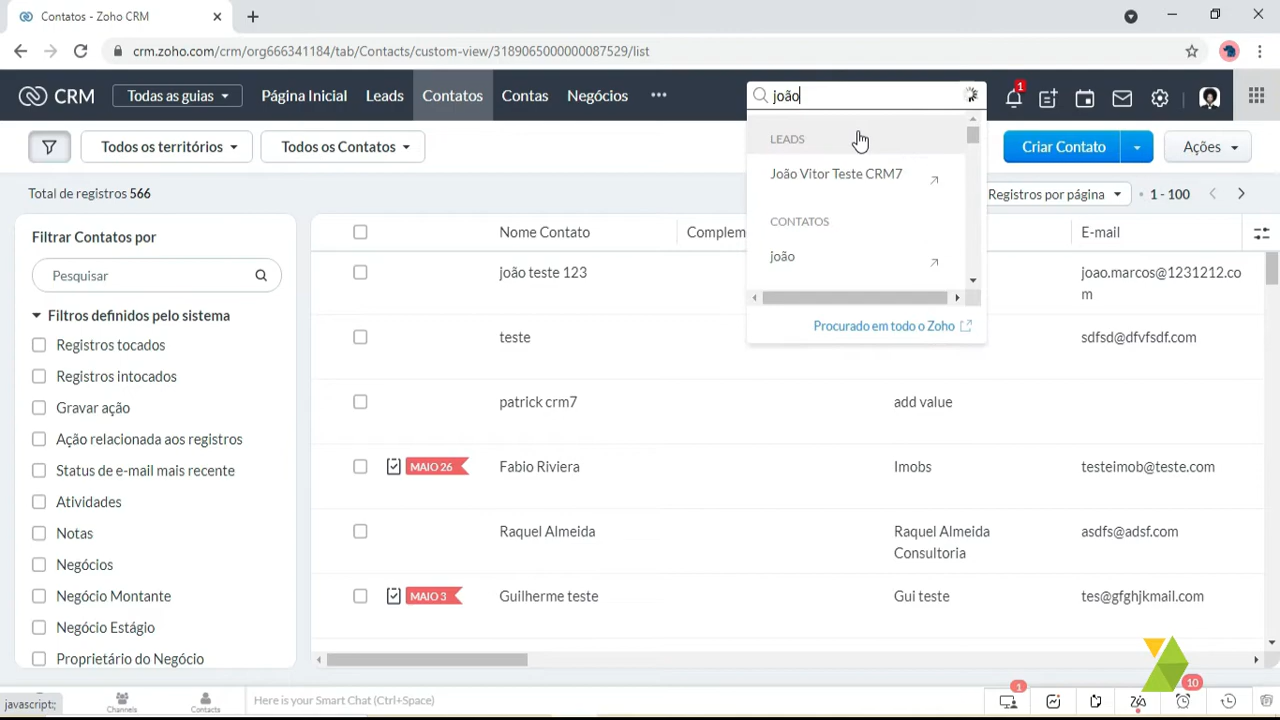 Contatos - Zoho CRM
crm.zoho.com/crm/org666341184/tab/Contacts/custom-view/3189065000000087529/list
CRM
Todas as guias
Página Inicial
Leads
Contatos
Contas
Negócios
joão
1
LEADS
João Vitor Teste CRM7
CONTATOS
joão
Procurado em todo o Zoho
Todos os territórios
Todos os Contatos
Criar Contato
Ações
Total de registros 566
Registros por página
1 - 100
Filtrar Contatos por
Pesquisar
Filtros definidos pelo sistema
Registros tocados
Registros intocados
Gravar ação
Ação relacionada aos registros
Status de e-mail mais recente
Atividades
Notas
Negócios
Negócio Montante
Negócio Estágio
Proprietário do Negócio
Nome Contato
Complem
E-mail
joão teste 123
joao.marcos@1231212.co
m
teste
sdfsd@dfvfsdf.com
patrick crm7
add value
MAIO 26
Fabio Riviera
Imobs
testeimob@teste.com
Raquel Almeida
Raquel Almeida
Consultoria
asdfs@adsf.com
MAIO 3
Guilherme teste
Gui teste
tes@gfghjkmail.com
javascript:;
Channels
Contacts
Here is your Smart Chat (Ctrl+Space)
1
10